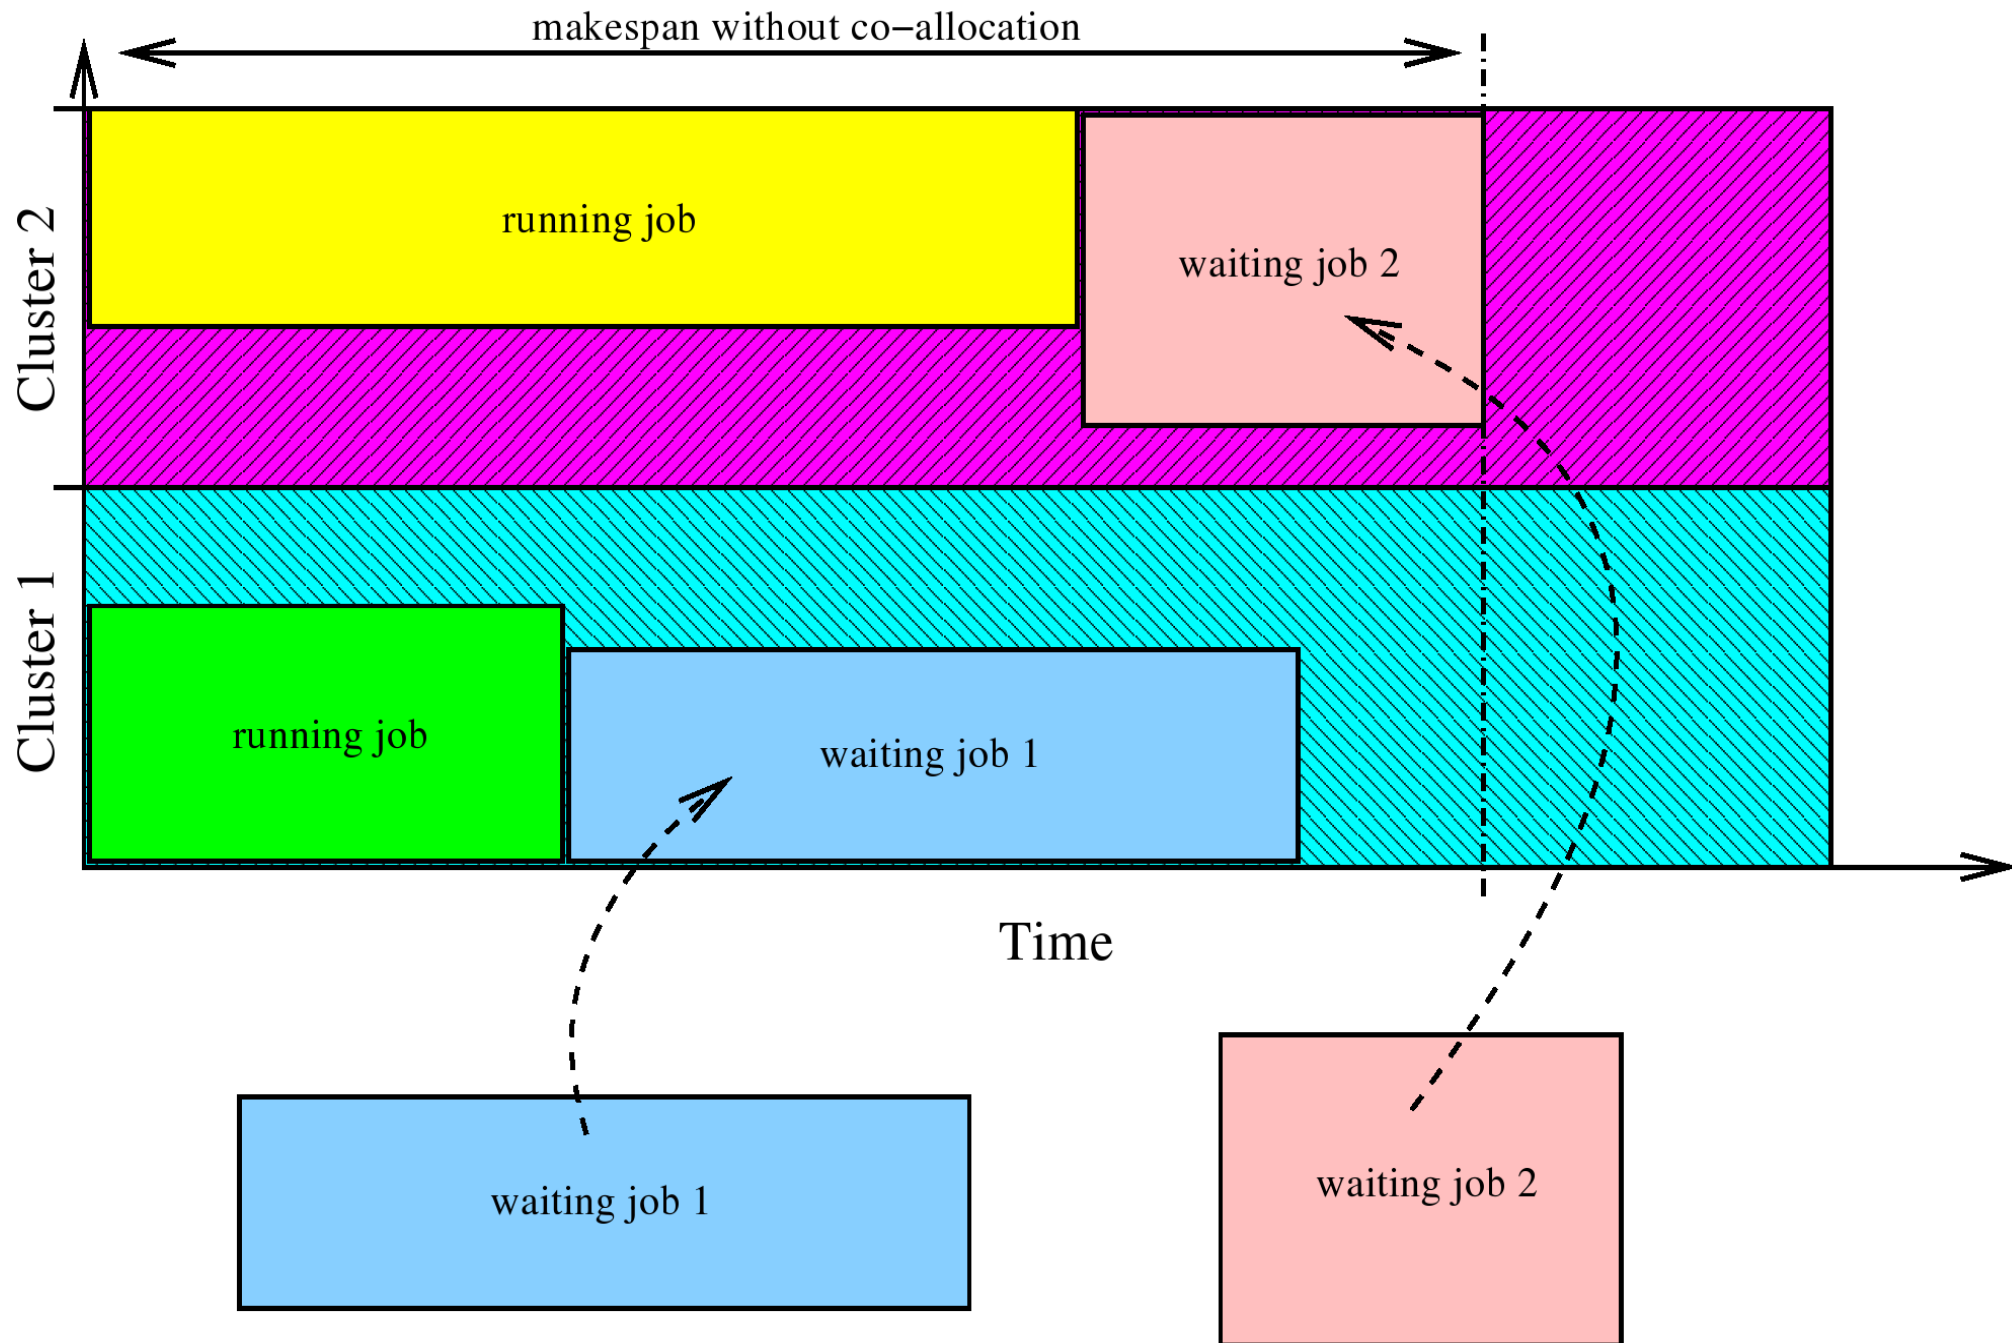 makespan without co−allocation
Cluster 2
running job
waiting job 2
Cluster 1
running job
waiting job 1
Time
waiting job 1
waiting job 2